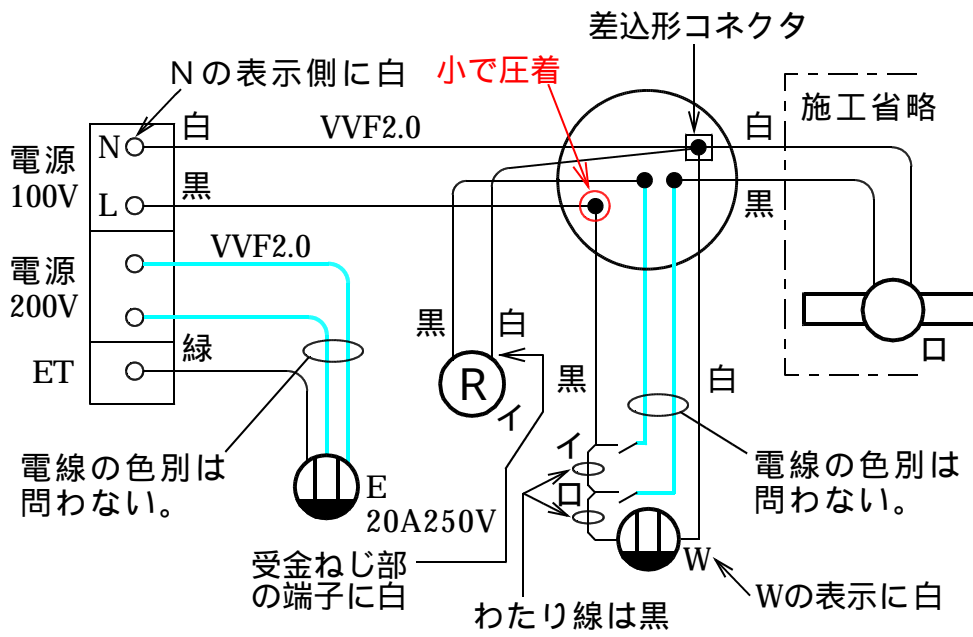 差込形コネクタ
Nの表示側に白
小で圧着
施工省略
電源
100V
N
白
VVF2.0
白
L
黒
黒
電源
200V
VVF2.0
ET
緑
黒
白
R
イ
黒
白
ロ
電線の色別は
問わない。
E
20A250V
イ
ロ
電線の色別は
問わない。
受金ねじ部
の端子に白
W
Wの表示に白
わたり線は黒